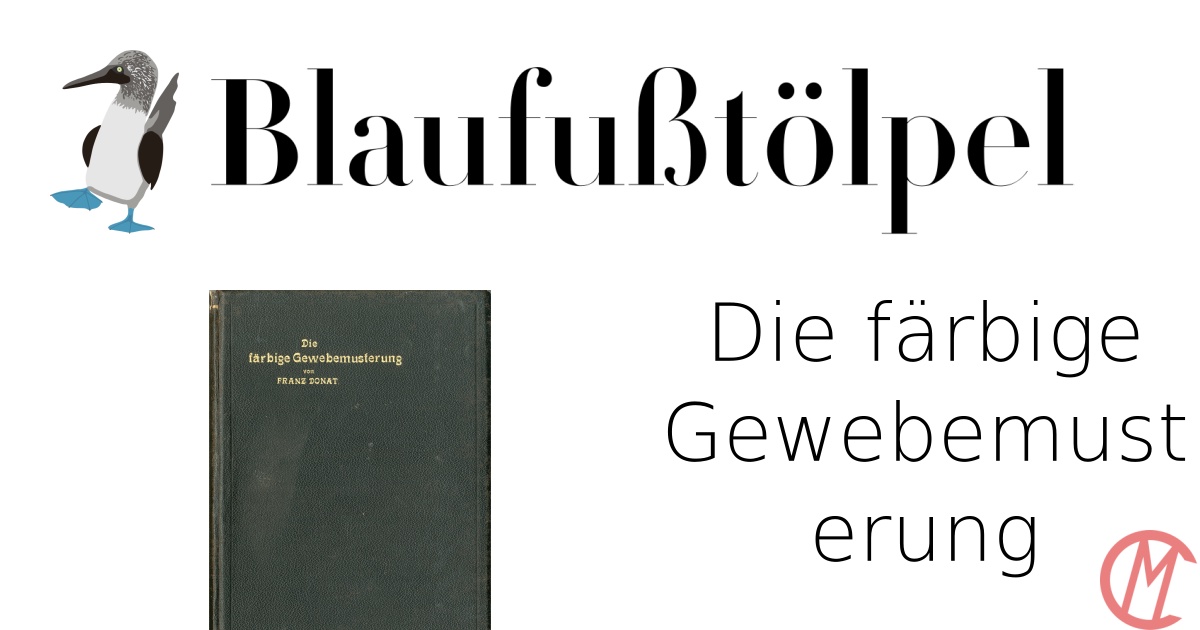 Blaufußtölpel
Die
färbige Gewebemusterung
von
FRANZ DONAT
Die färbige
Gewebemust
erung